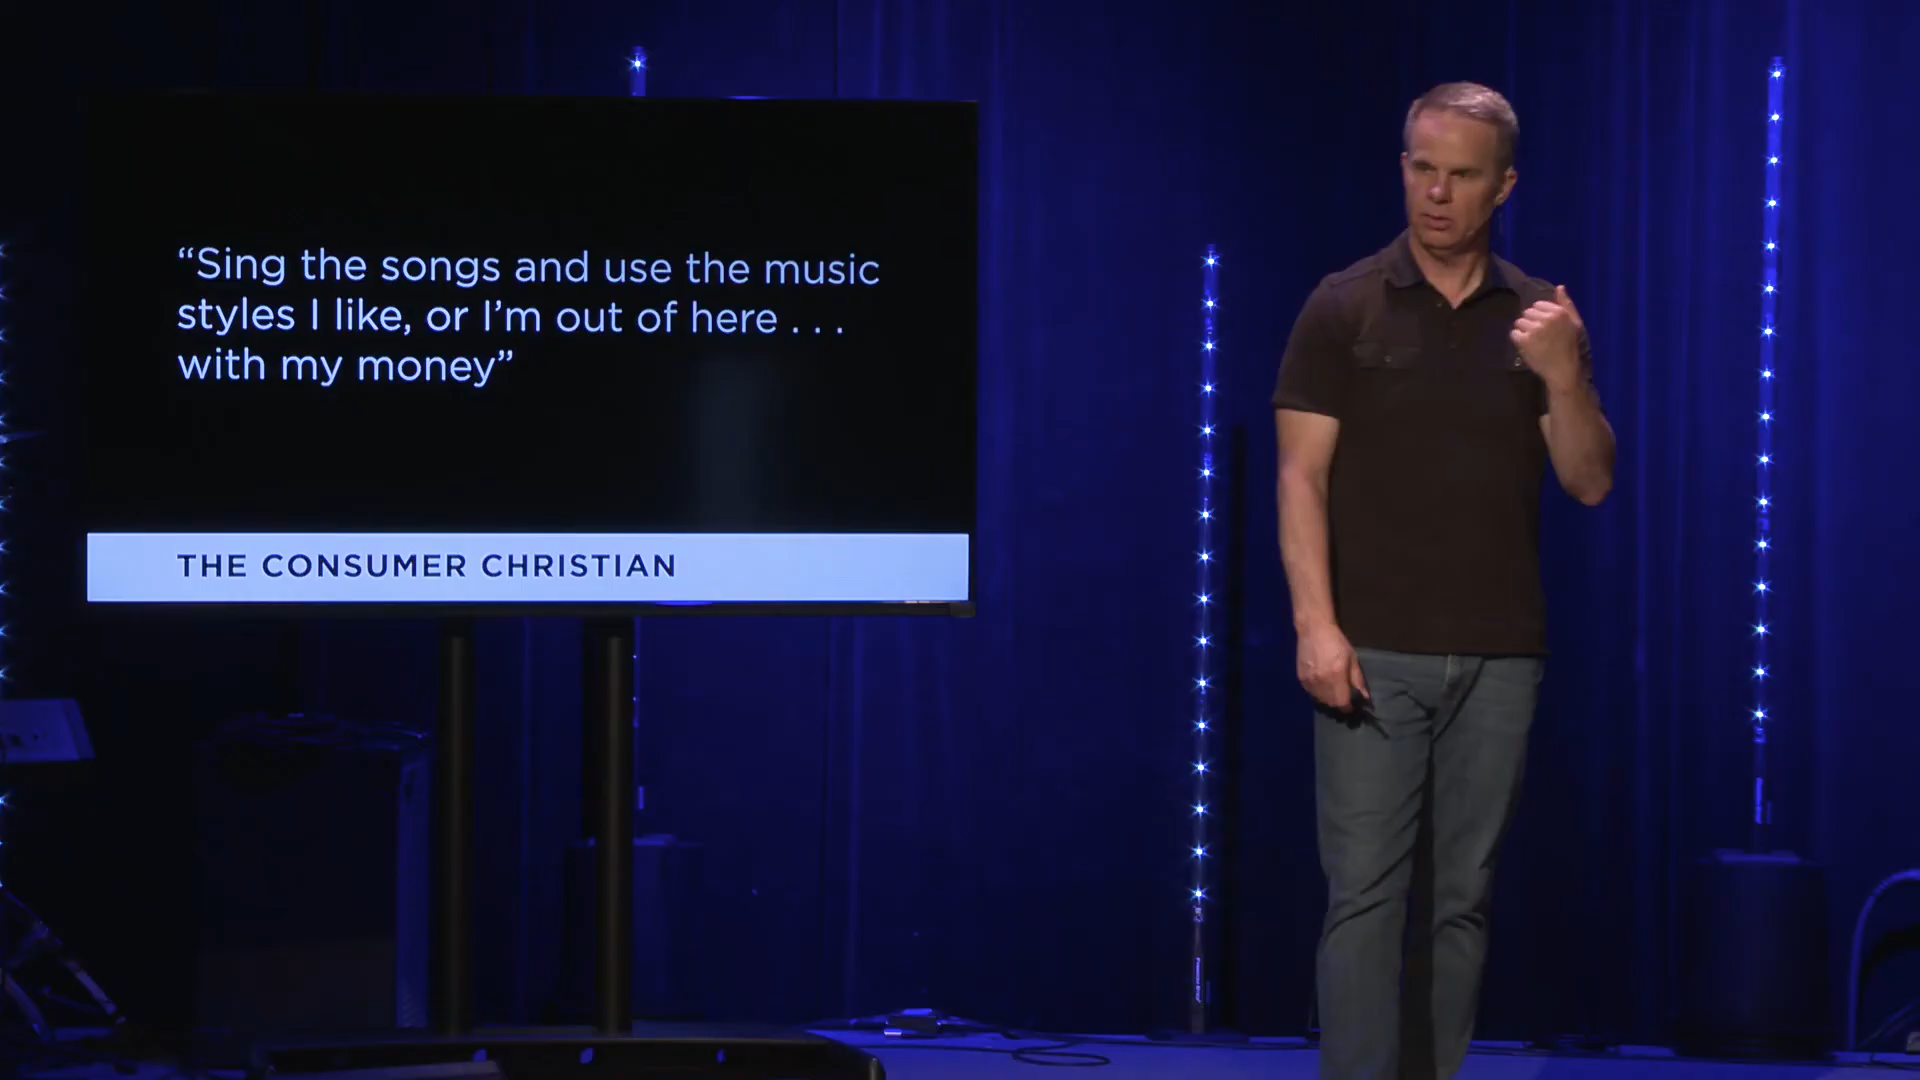 “Sing the songs and use the music
styles I like, or I’m out of here . . .
with my money”
THE CONSUMER CHRISTIAN